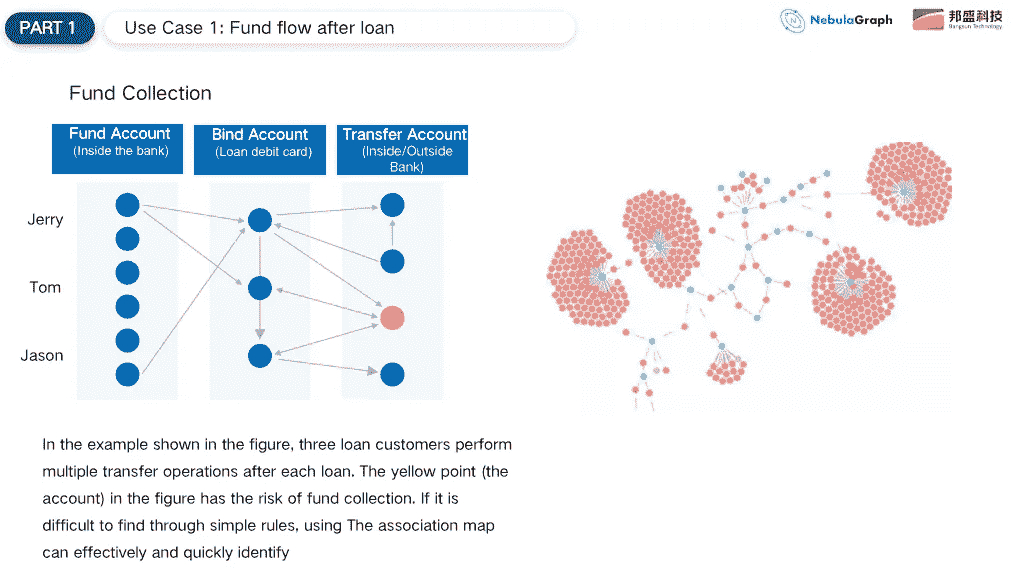 PART 1
Use Case 1: Fund flow after loan
NebulaGraph
邦盛科技
Bangsun Technology
Fund Collection
Fund Account
(Inside the bank)
Bind Account
(Loan debit card)
Transfer Account
(Inside/Outside
Bank)
Jerry
Tom
Jason
In the example shown in the figure, three loan customers perform
multiple transfer operations after each loan. The yellow point (the
account) in the figure has the risk of fund collection. If it is
difficult to find through simple rules, using The association map
can effectively and quickly identify